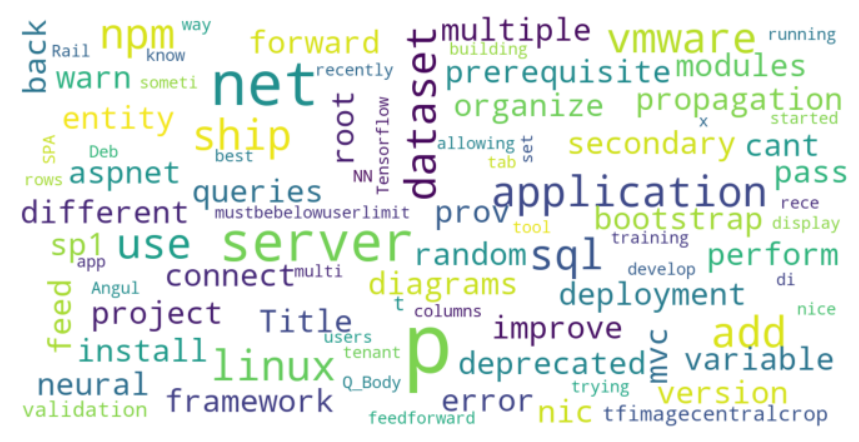 back
npm
way
Rail
know
forward
multiple
building
vmware
running
warn
someti
net
recently
dataset
prerequisite
modules
entity
ship
root
Tensorflow
organize
propagation
x
started
SPA
Deb
best
allowing
set
secondary
cant
rows
aspnet
queries
NN
tab
application
pass
different
mustbebelowuserlimit
prov
tool
bootstrap
rece
display
sp1
use
server
random
sql
training
perform
app
connect
multi
diagrams
develop
di
feed
Angul
t
columns
deployment
nice
project
Title
users
p
improve
mvc
add
install
linux
tenant
deprecated
variable
neural
Q_Body
trying
version
validation
framework
feedforward
error
nic
tfimagecentralcrop